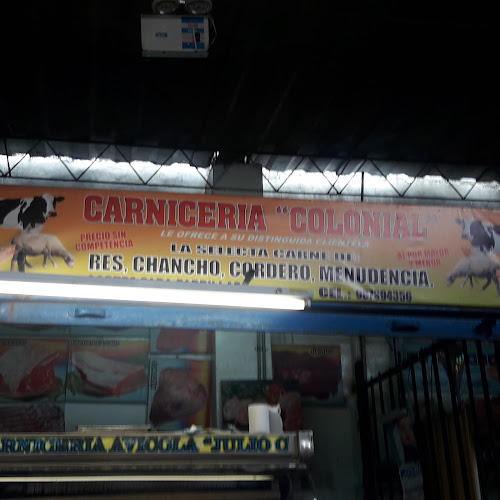 CARNICERIA "COLONIAL"
LE OFRECE A SU DISTINGUIDA CLIENTELA
PRECIO SIN
COMPETENCIA
LA SELECTA CARNE DE:
AL POR MAYOR
Y MENOR
RES, CHANCHO, CORDERO, MENUDENCIA.
CEL.:
CARNICERIA AVICOLA "JULIO C